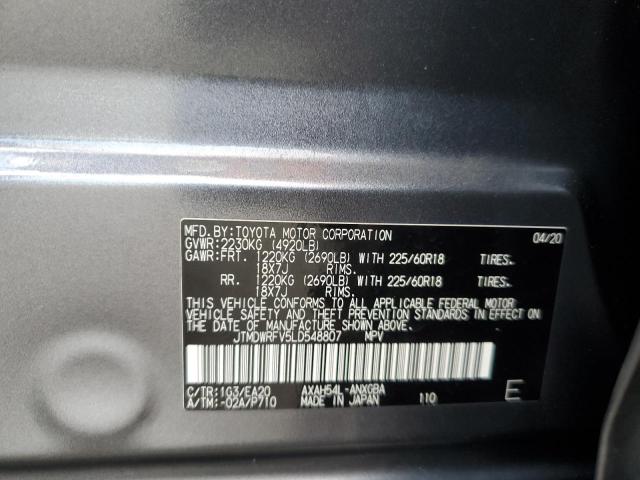 MFD.BY:TOYOTA MOTOR CORPORATION 04/20
GVWR:2230KG (4920LB)
GAWR:FRT. 1220KG (2690LB) WITH 225/60R18 TIRES.
18X7J RIMS.
RR. 1220KG (2690LB) WITH 225/60R18 TIRES.
18X7J RIMS.
THIS VEHICLE CONFORMS TO ALL APPLICABLE FEDERAL MOTOR
VEHICLE SAFETY AND THEFT PREVENTION STANDARDS IN EFFECT
ON THE DATE OF MANUFACTURE SHOWN ABOVE.
JTMDWRFV5LD548807 MPV
C/TR:1G3/EA20 AXAH54L-ANXGBA
A/TM:-02A/P710 MADE IN JAPAN 110 E